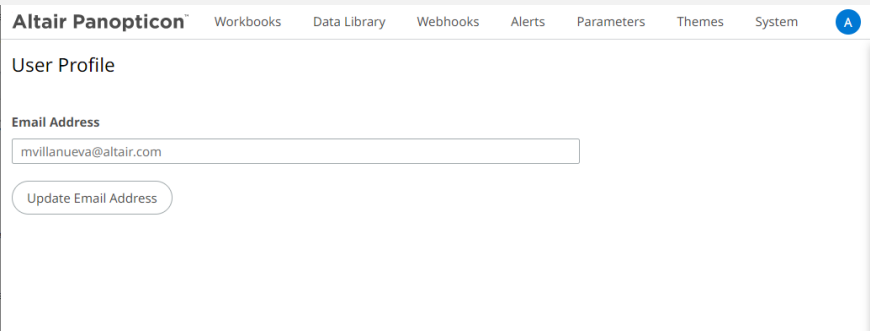 Altair Panopticon™ Workbooks Data Library Webhooks Alerts Parameters Themes System A
User Profile
Email Address
mvillanueva@altair.com
Update Email Address